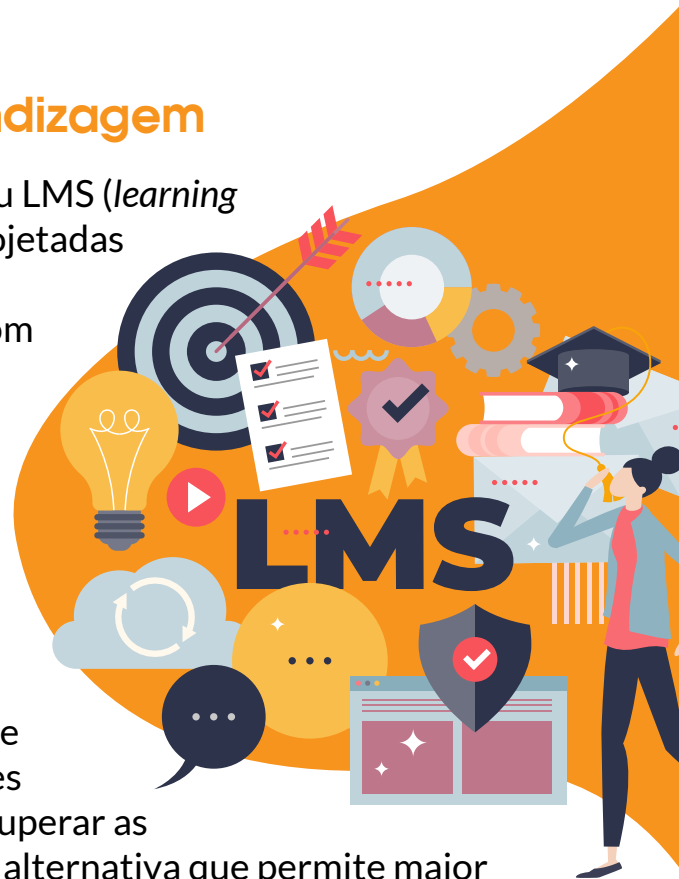 ndizagem
u LMS (learning
ojetadas
om
LMS
e
es
uperar as
alternativa que permite maior